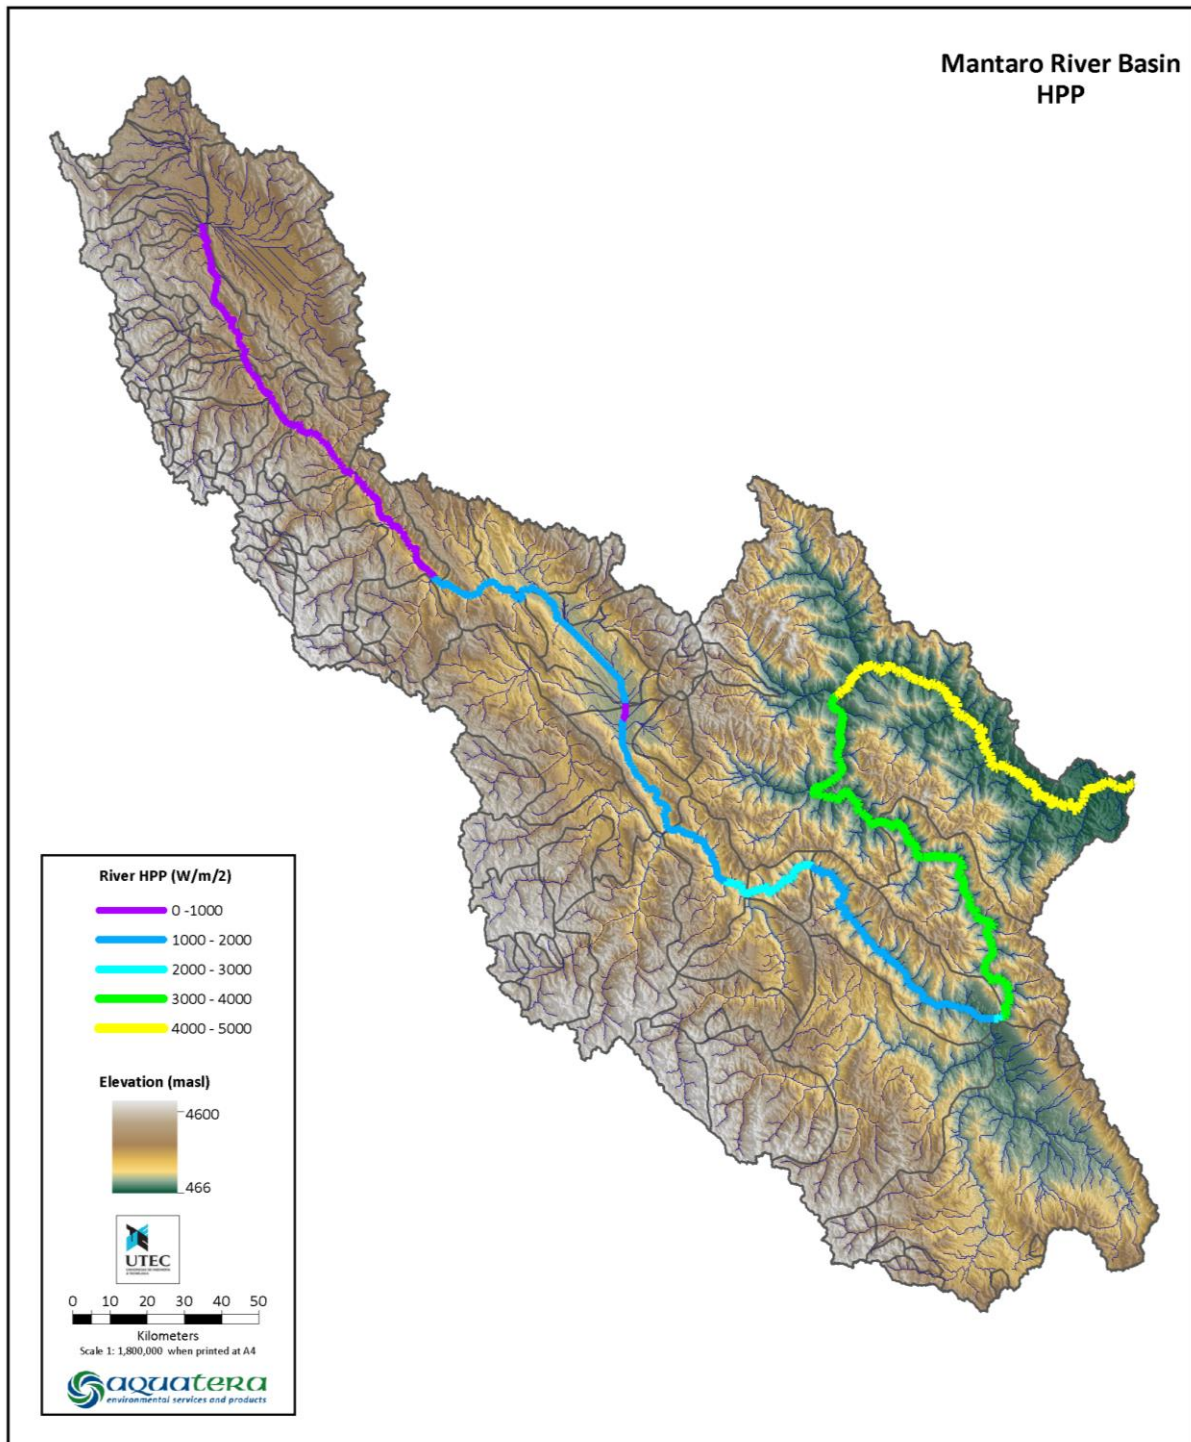 Mantaro River Basin
HPP
River HPP (W/m/2)
0 -1000
1000 - 2000
2000 - 3000
3000 - 4000
4000 - 5000
Elevation (masl)
4600
466
UTEC
0 10 20 30 40 50
Kilometers
Scale 1: 1,800,000 when printed at A4
aquatera
environmental services and products